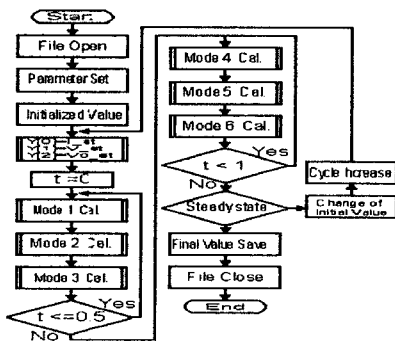 Start
File Open
Parameter Set
Initialized Value
t = C
Mode 1 Cal.
Mode 2 Cal.
Mode 3 Cal.
t <=0.5
Yes
No
Mode 4 Cal.
Mode 5 Cal.
Mode 6 Cal.
t < 1
Yes
No
Steady state
Final Value Save
File Close
End
Cycle Increase
Change of
Initial Value